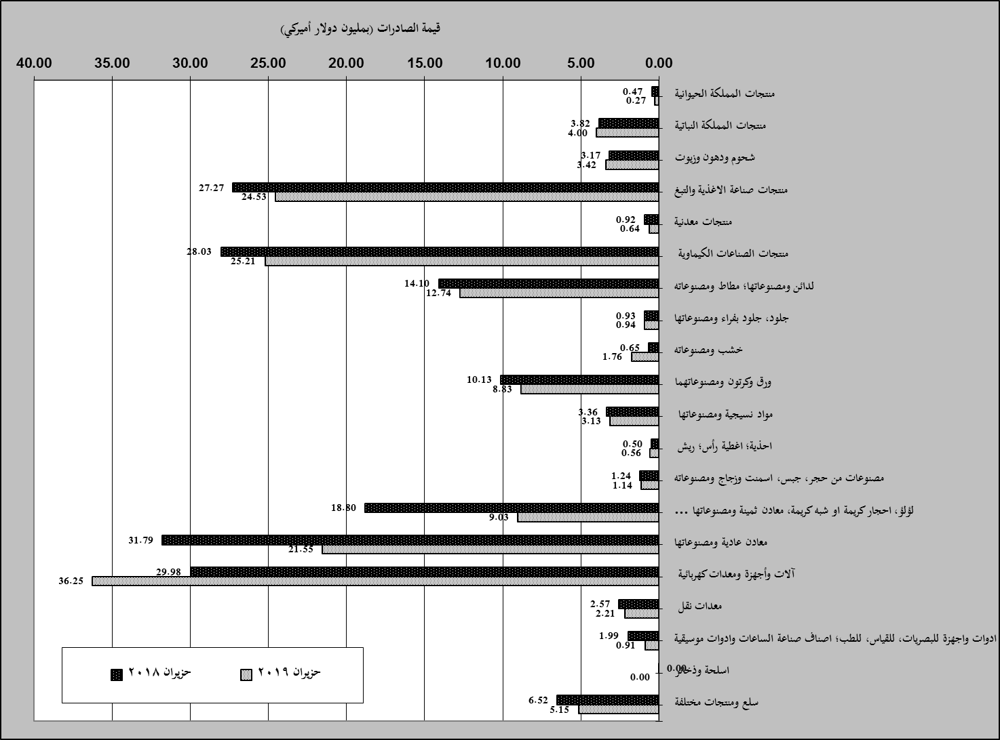 قيمة الصادرات (بمليون دولار أميركي)
40.00 35.00 30.00 25.00 20.00 15.00 10.00 5.00 0.00
منتجات المملكة الحيوانية
0.47
0.27
منتجات المملكة النباتية
3.82
4.00
شحوم ودهون وزيوت
3.17
3.42
منتجات صناعة الاغذية والتبغ
27.27
24.53
منتجات معدنية
0.92
0.64
منتجات الصناعات الكيماوية
28.03
25.21
لدائن ومصنوعاتها؛ مطاط ومصنوعاته
14.10
12.74
جلود، جلود بفراء ومصنوعاتها
0.93
0.94
خشب ومصنوعاته
0.65
1.76
ورق وكرتون ومصنوعاتهما
10.13
8.83
مواد نسيجية ومصنوعاتها
3.36
3.13
احذية؛ اغطية رأس؛ ريش
0.50
0.56
مصنوعات من حجر، جبس، اسمنت وزجاج ومصنوعاته
1.24
1.14
لؤلؤ، احجار كريمة او شبه كريمة، معادن ثمينة ومصنوعاتها ...
18.80
9.03
معادن عادية ومصنوعاتها
31.79
21.55
آلات وأجهزة ومعدات كهربائية
29.98
36.25
معدات نقل
2.57
2.21
ادوات واجهزة للبصريات، للقياس، للطب؛ اصناف صناعة الساعات وادوات موسيقية
1.99
0.91
اسلحة وذخائر
0.00
0.00
سلع ومنتجات مختلفة
6.52
5.15
حزيران ٢٠١٩
حزيران ٢٠١٨